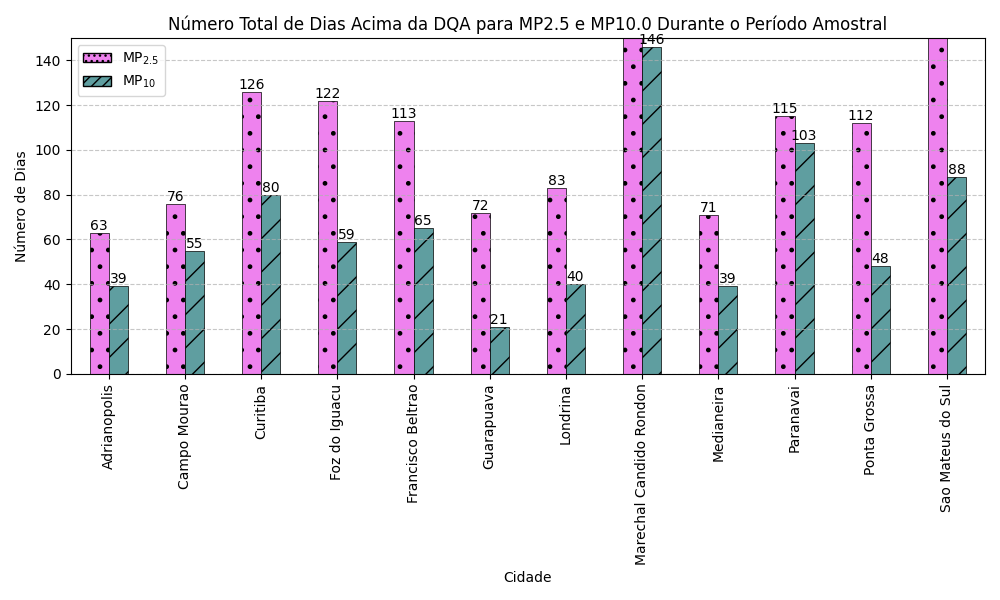 Número Total de Dias Acima da DQA para MP2.5 e MP10.0 Durante o Período Amostral
MP2.5
MP10
Número de Dias
140
120
100
80
60
40
20
0
63
39
76
55
126
80
122
59
113
65
72
21
83
40
146
71
39
115
103
112
48
88
Adrianopolis
Campo Mourao
Curitiba
Foz do Iguacu
Francisco Beltrao
Guarapuava
Londrina
Marechal Candido Rondon
Medianeira
Paranavai
Ponta Grossa
Sao Mateus do Sul
Cidade